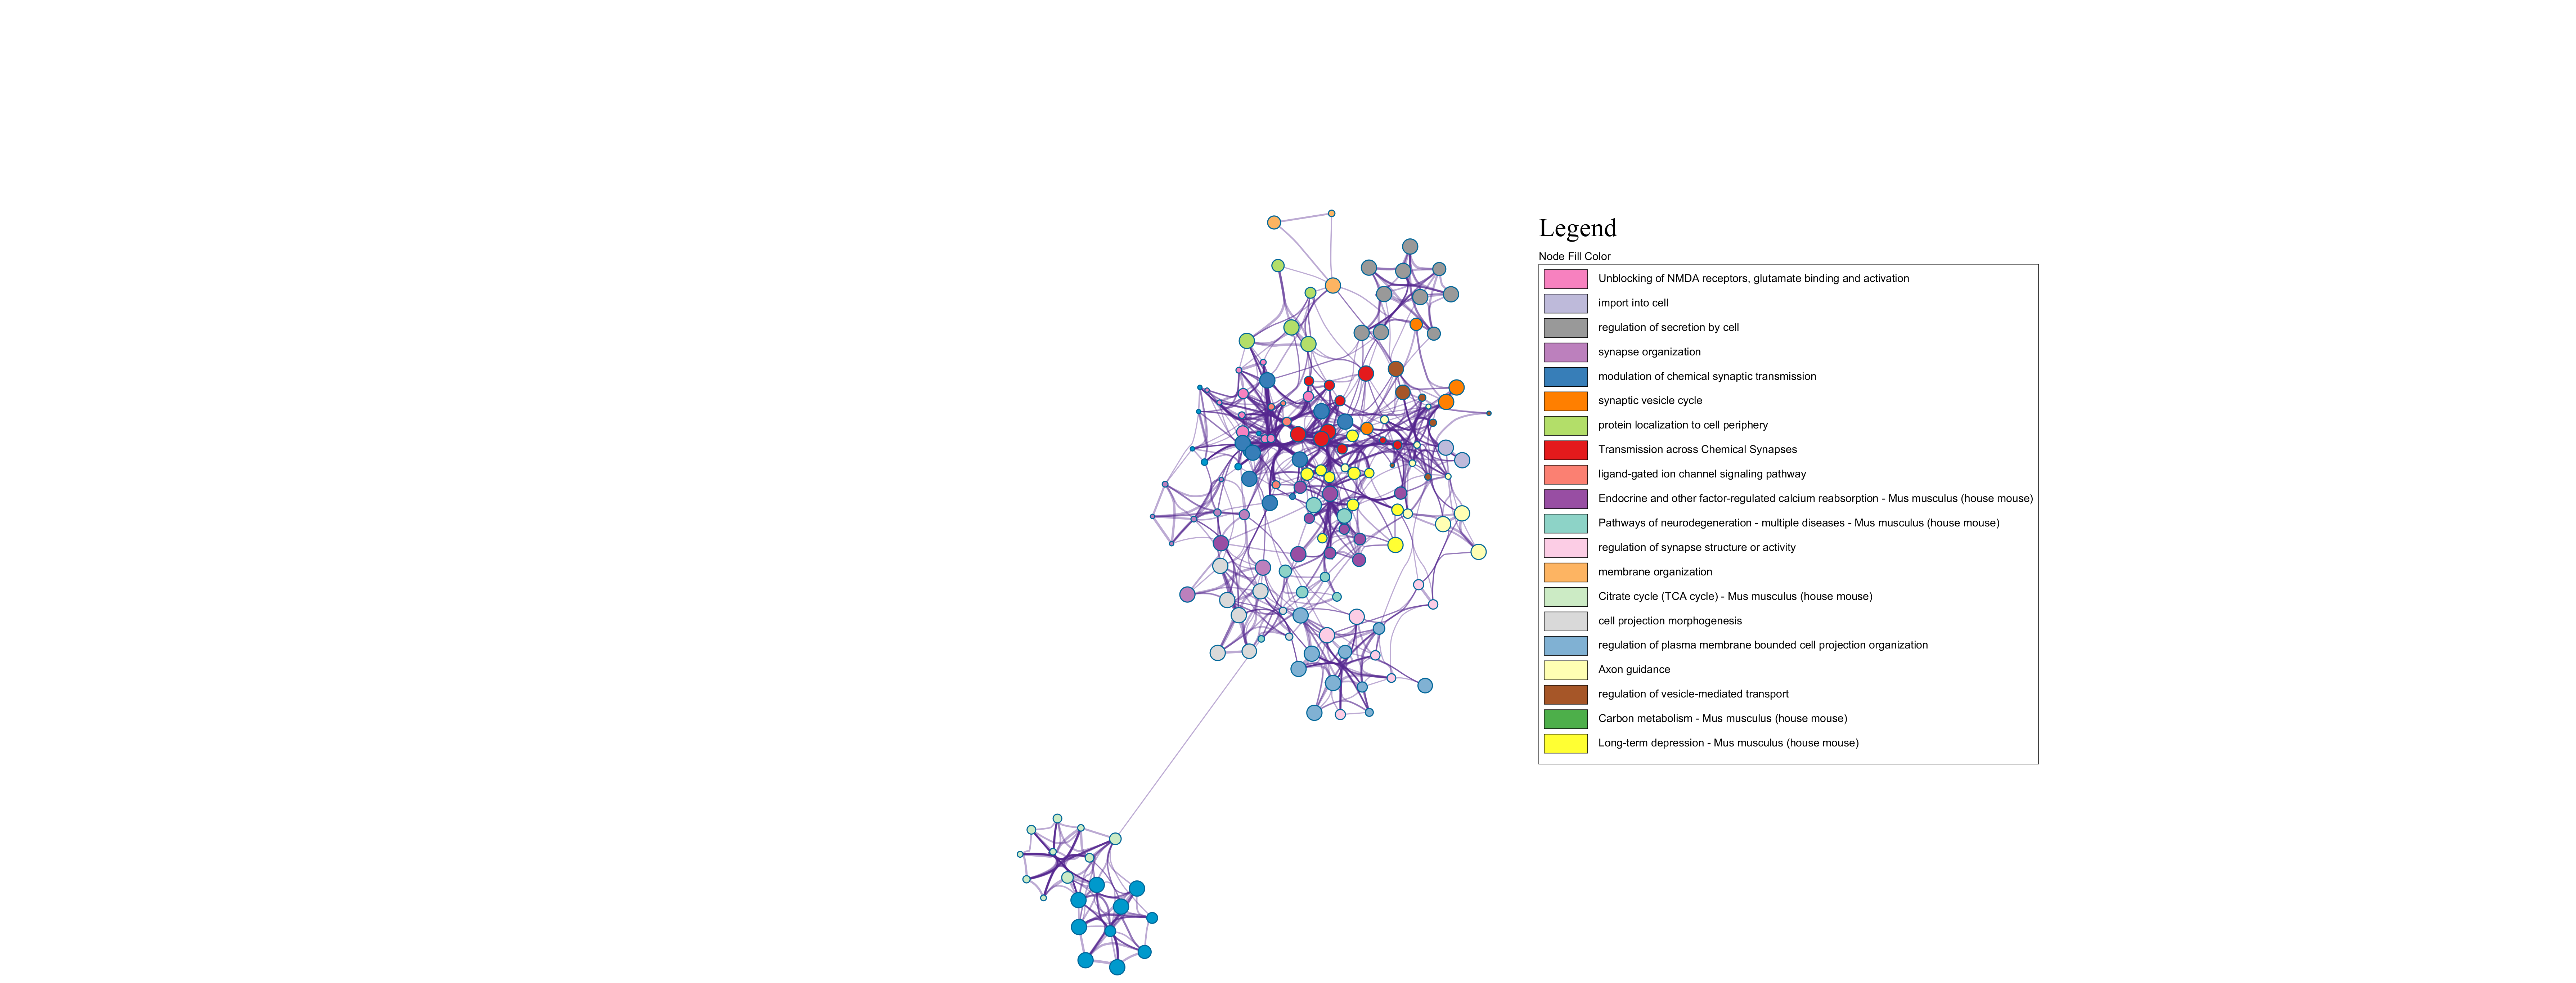 Legend
Node Fill Color
Unblocking of NMDA receptors, glutamate binding and activation
import into cell
regulation of secretion by cell
synapse organization
modulation of chemical synaptic transmission
synaptic vesicle cycle
protein localization to cell periphery
Transmission across Chemical Synapses
ligand-gated ion channel signaling pathway
Endocrine and other factor-regulated calcium reabsorption - Mus musculus (house mouse)
Pathways of neurodegeneration - multiple diseases - Mus musculus (house mouse)
regulation of synapse structure or activity
membrane organization
Citrate cycle (TCA cycle) - Mus musculus (house mouse)
cell projection morphogenesis
regulation of plasma membrane bounded cell projection organization
Axon guidance
regulation of vesicle-mediated transport
Carbon metabolism - Mus musculus (house mouse)
Long-term depression - Mus musculus (house mouse)